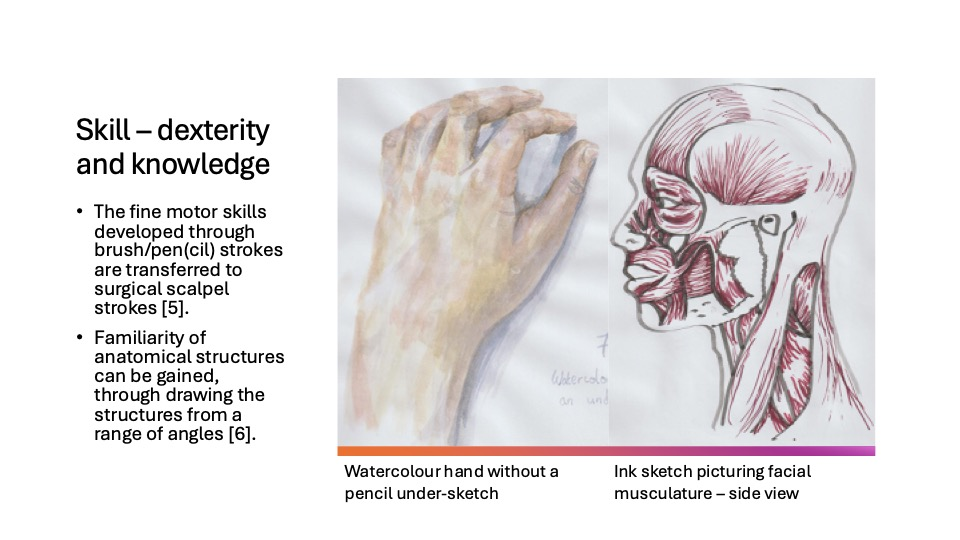 Skill – dexterity
and knowledge
• The fine motor skills
developed through
brush/pen(cil) strokes
are transferred to
surgical scalpel
strokes [5].
• Familiarity of
anatomical structures
can be gained,
through drawing the
structures from a
range of angles [6].
7
an
Watercolour hand without a
pencil under-sketch
Ink sketch picturing facial
musculature – side view